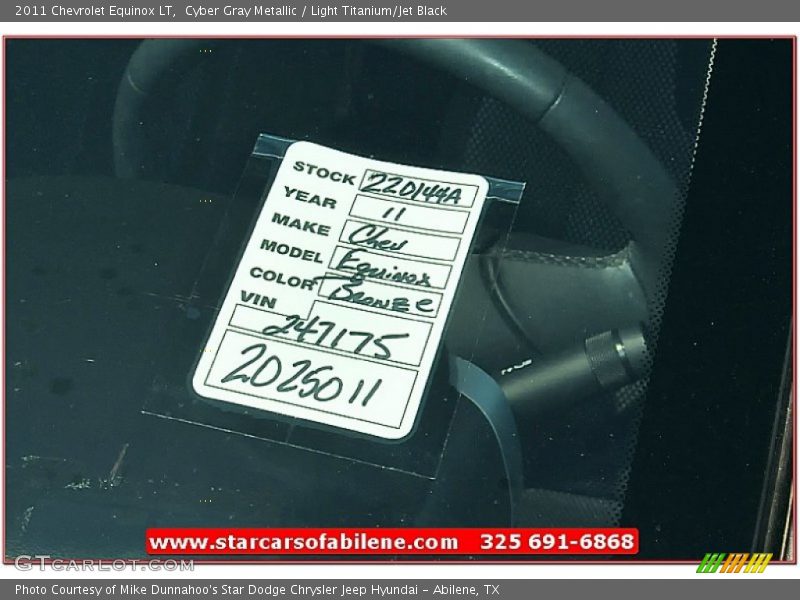 2011 Chevrolet Equinox LT,  Cyber Gray Metallic / Light Titanium/Jet Black
STOCK 220144A
YEAR 11
MAKE Chev
MODEL Equinox
COLOR Bronze
VIN
247175
2025011
www.starcarsofabilene.com 325 691-6868
GTcarlot.com
Photo Courtesy of Mike Dunnahoo's Star Dodge Chrysler Jeep Hyundai - Abilene, TX